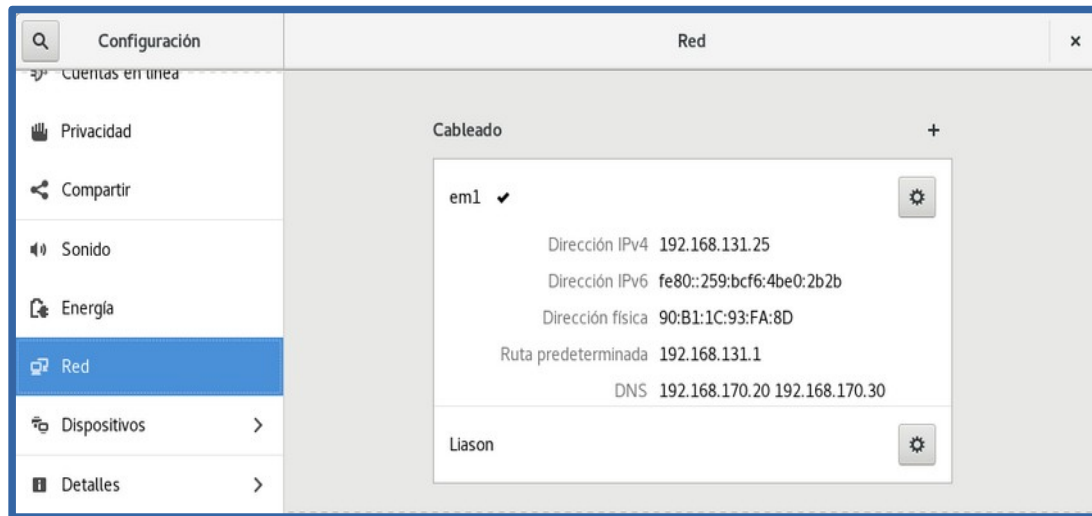 Configuración
Red
Cuentas en línea
Privacidad
Compartir
Sonido
Energía
Red
Dispositivos
Detalles
Cableado
em1
Dirección IPv4 192.168.131.25
Dirección IPv6 fe80::259:bcf6:4be0:2b2b
Dirección física 90:B1:1C:93:FA:8D
Ruta predeterminada 192.168.131.1
DNS 192.168.170.20 192.168.170.30
Liason